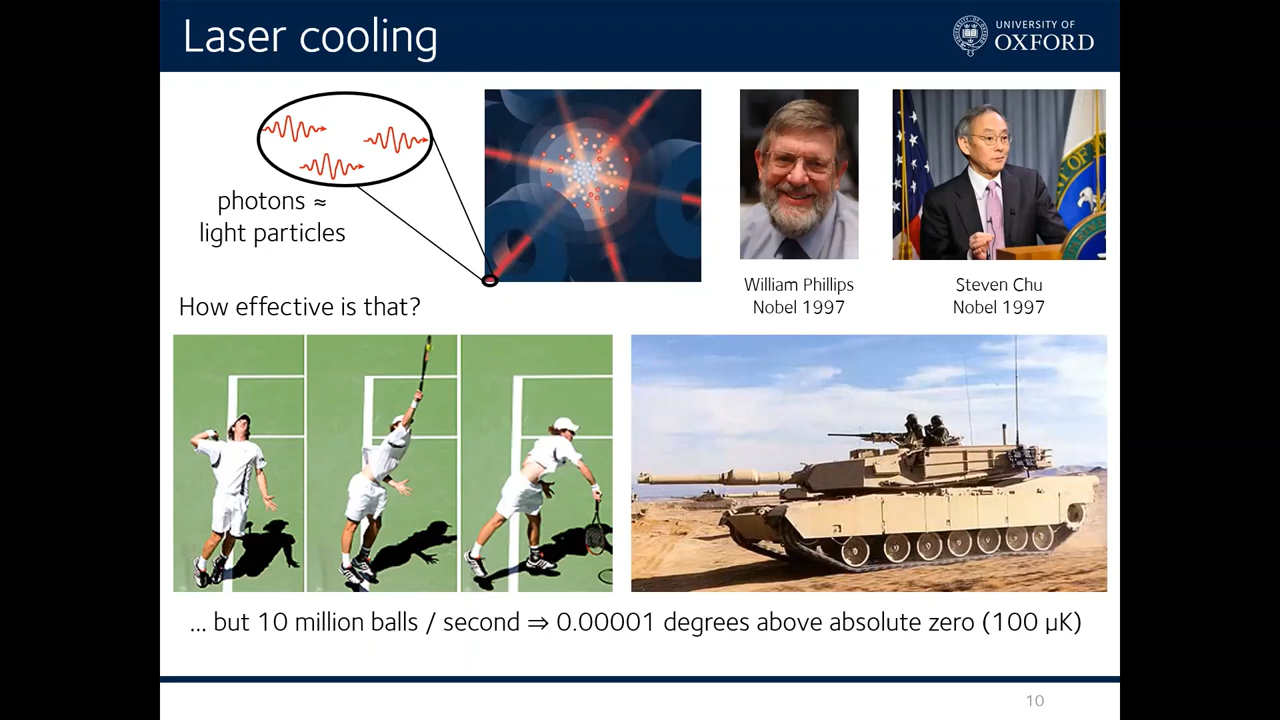 Laser cooling
UNIVERSITY OF
OXFORD
photons ≈
light particles
William Phillips
Nobel 1997
Steven Chu
Nobel 1997
How effective is that?
... but 10 million balls / second ⇒ 0.00001 degrees above absolute zero (100 µK)
10